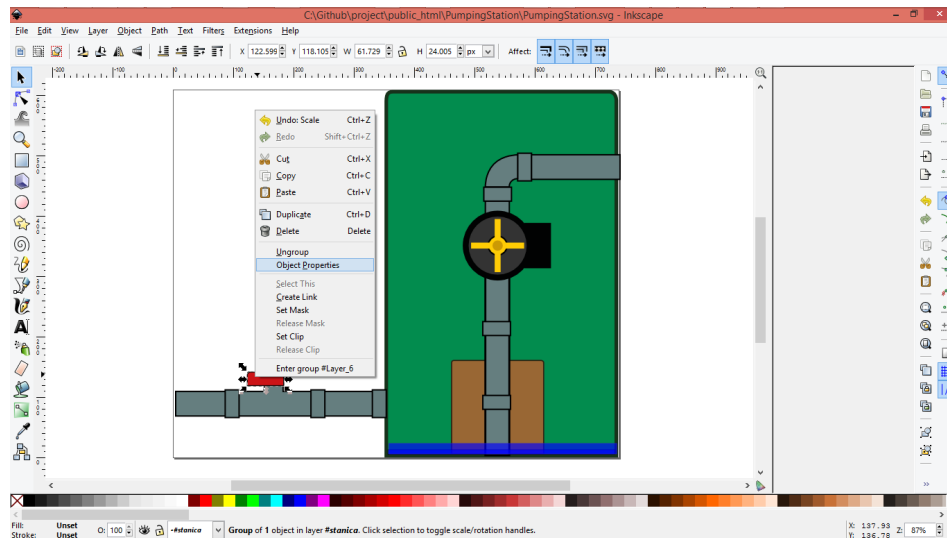 C:\Github\project\public_html\PumpingStation\PumpingStation.svg - Inkscape
File Edit View Layer Object Path Text Filters Extensions Help
X 122.599 Y 118.105 W 61.729 H 24.005 px Affect:
Undo: Scale Ctrl+Z
Redo Shift+Ctrl+Z
Cut Ctrl+X
Copy Ctrl+C
Paste Ctrl+V
Duplicate Ctrl+D
Delete Delete
Ungroup
Object Properties
Select This
Create Link
Set Mask
Release Mask
Set Clip
Release Clip
Enter group #Layer_6
Fill: Unset
Stroke: Unset
O: 100
-#stanica
Group of 1 object in layer #stanica. Click selection to toggle scale/rotation handles.
X: 137.93
Y: 136.78
Z: 87%